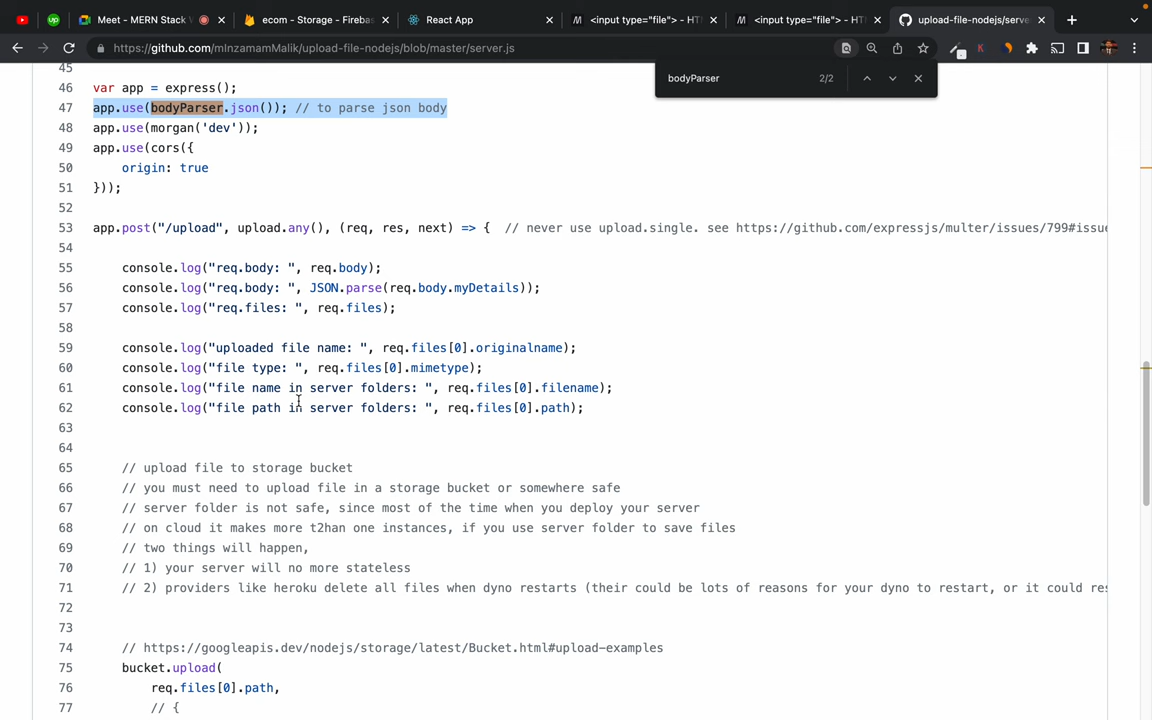 Meet - MERN Stack
ecom - Storage - Firebas
React App
<input type="file"> - HT
<input type="file"> - HT
upload-file-nodejs/serve
https://github.com/mInzamamMalik/upload-file-nodejs/blob/master/server.js
bodyParser
2/2
45
46 var app = express();
47 app.use(bodyParser.json()); // to parse json body
48 app.use(morgan('dev'));
49 app.use(cors({
50 origin: true
51 }));
52
53 app.post("/upload", upload.any(), (req, res, next) => {  // never use upload.single. see https://github.com/expressjs/multer/issues/799#issue
54
55 console.log("req.body: ", req.body);
56 console.log("req.body: ", JSON.parse(req.body.myDetails));
57 console.log("req.files: ", req.files);
58
59 console.log("uploaded file name: ", req.files[0].originalname);
60 console.log("file type: ", req.files[0].mimetype);
61 console.log("file name in server folders: ", req.files[0].filename);
62 console.log("file path in server folders: ", req.files[0].path);
63
64
65 // upload file to storage bucket
66 // you must need to upload file in a storage bucket or somewhere safe
67 // server folder is not safe, since most of the time when you deploy your server
68 // on cloud it makes more t2han one instances, if you use server folder to save files
69 // two things will happen,
70 // 1) your server will no more stateless
71 // 2) providers like heroku delete all files when dyno restarts (their could be lots of reasons for your dyno to restart, or it could res
72
73
74 // https://googleapis.dev/nodejs/storage/latest/Bucket.html#upload-examples
75 bucket.upload(
76 req.files[0].path,
77 // {